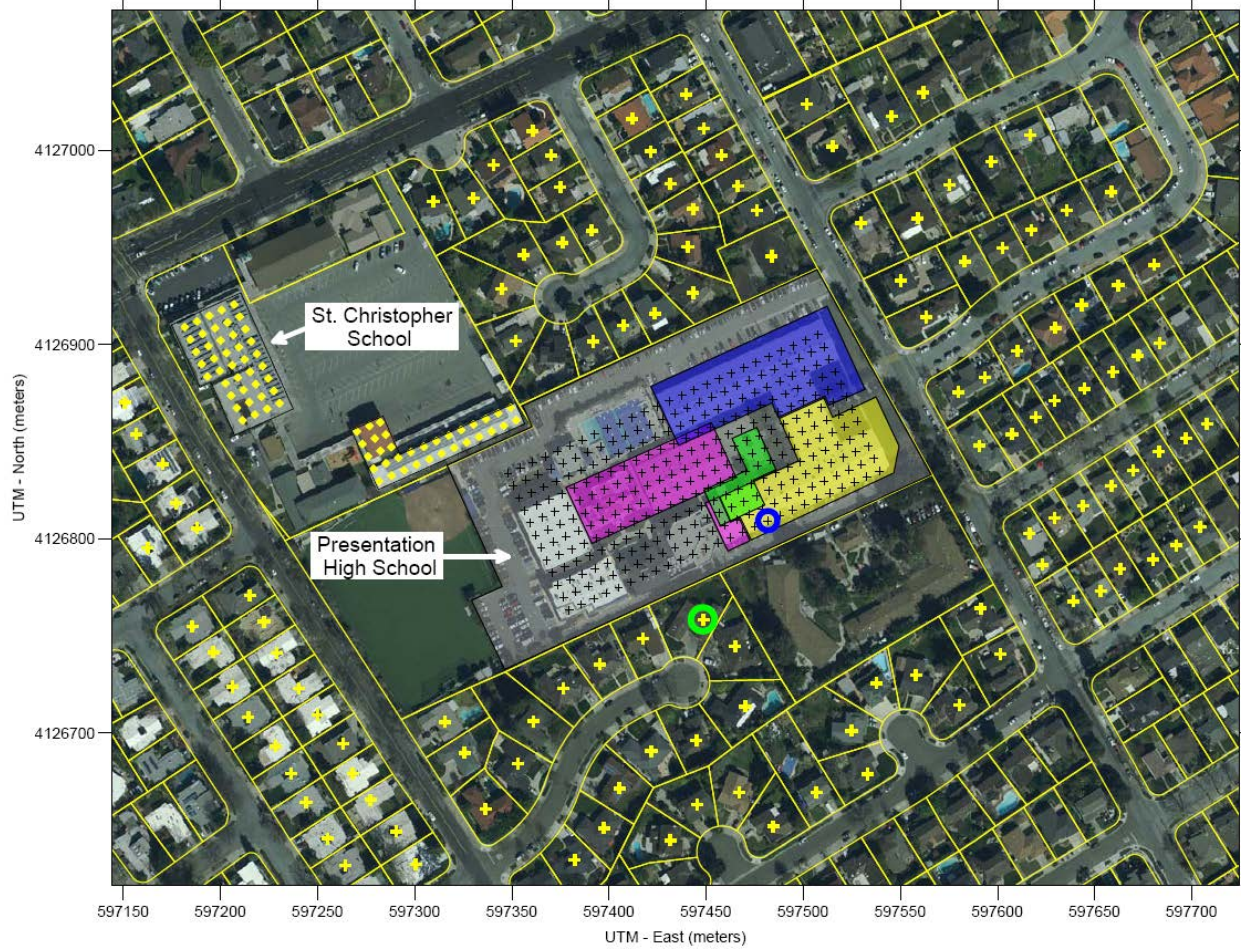 4127000
St. Christopher
School
4126900
UTM - North (meters)
4126800
Presentation
High School
4126700
597150 597200 597250 597300 597350 597400 597450 597500 597550 597600 597650 597700
UTM - East (meters)